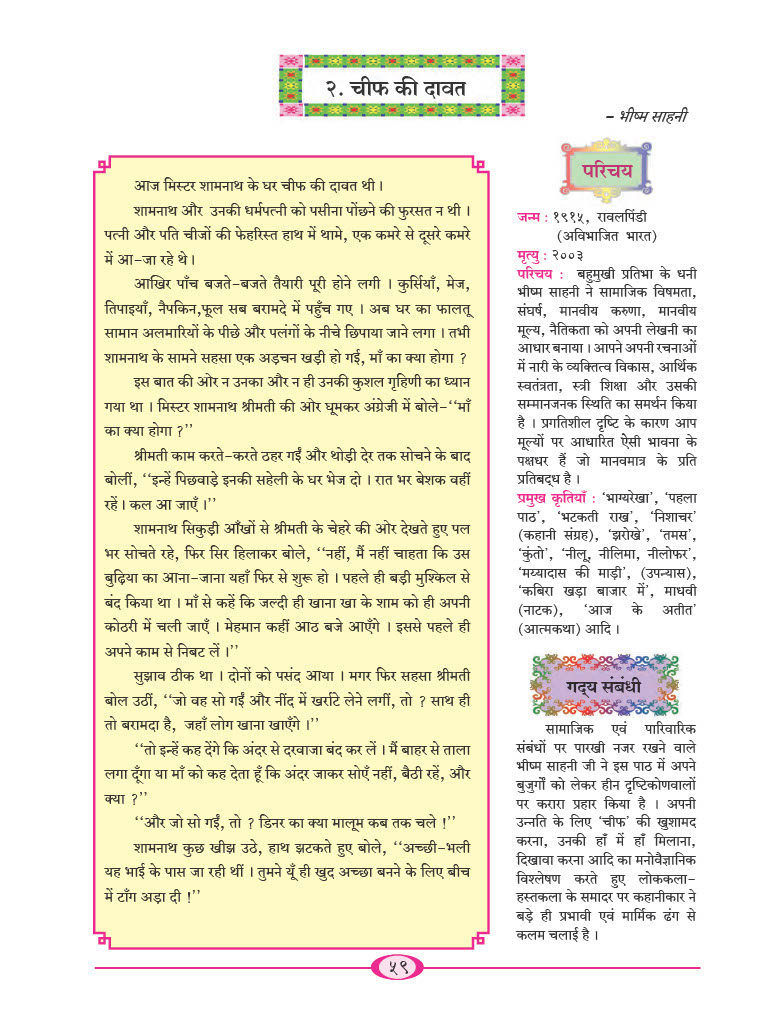 २. चीफ की दावत
– भीष्म साहनी
आज मिस्टर शामनाथ के घर चीफ की दावत थी ।
शामनाथ और उनकी धर्मपत्नी को पसीना पोंछने की फुरसत न थी ।
पत्नी और पति चीजों की फेहरिस्त हाथ में थामे, एक कमरे से दूसरे कमरे
में आ-जा रहे थे ।
आखिर पाँच बजते-बजते तैयारी पूरी होने लगी । कुर्सियाँ, मेज,
तिपाइयाँ, नैपकिन,फूल सब बरामदे में पहुँच गए । अब घर का फालतू
सामान अलमारियों के पीछे और पलंगों के नीचे छिपाया जाने लगा । तभी
शामनाथ के सामने सहसा एक अड़चन खड़ी हो गई, माँ का क्या होगा ?
इस बात की ओर न उनका और न ही उनकी कुशल गृहिणी का ध्यान
गया था । मिस्टर शामनाथ श्रीमती की ओर घूमकर अंग्रेजी में बोले-‘‘माँ
का क्या होगा ?’’
श्रीमती काम करते-करते ठहर गईं और थोड़ी देर तक सोचने के बाद
बोलीं, ‘‘इन्हें पिछवाड़े इनकी सहेली के घर भेज दो । रात भर बेशक वहीं
रहें । कल आ जाएँ ।’’
शामनाथ सिकुड़ी आँखों से श्रीमती के चेहरे की ओर देखते हुए पल
भर सोचते रहे, फिर सिर हिलाकर बोले, ‘‘नहीं, मैं नहीं चाहता कि उस
बुढ़िया का आना-जाना यहाँ फिर से शुरू हो । पहले ही बड़ी मुश्किल से
बंद किया था । माँ से कहें कि जल्दी ही खाना खा के शाम को ही अपनी
कोठरी में चली जाएँ । मेहमान कहीं आठ बजे आएँगे । इससे पहले ही
अपने काम से निबट लें ।’’
सुझाव ठीक था । दोनों को पसंद आया । मगर फिर सहसा श्रीमती
बोल उठीं, ‘‘जो वह सो गईं और नींद में खर्राटे लेने लगीं, तो ? साथ ही
तो बरामदा है, जहाँ लोग खाना खाएँगे ।’’
‘‘तो इन्हें कह देंगे कि अंदर से दरवाजा बंद कर लें । मैं बाहर से ताला
लगा दूँगा या माँ को कह देता हूँ कि अंदर जाकर सोएँ नहीं, बैठी रहें, और
क्या ?’’
‘‘और जो सो गईं, तो ? डिनर का क्या मालूम कब तक चले !’’
शामनाथ कुछ खीझ उठे, हाथ झटकते हुए बोले, ‘‘अच्छी-भली
यह भाई के पास जा रही थीं । तुमने यूँ ही खुद अच्छा बनने के लिए बीच
में टाँग अड़ा दी !’’
परिचय
जन्म : १९१५, रावलपिंडी
(अविभाजित भारत)
मृत्यु : २००३
परिचय : बहुमुखी प्रतिभा के धनी
भीष्म साहनी ने सामाजिक विषमता,
संघर्ष, मानवीय करुणा, मानवीय
मूल्य, नैतिकता को अपनी लेखनी का
आधार बनाया । आपने अपनी रचनाओं
में नारी के व्यक्तित्व विकास, आर्थिक
स्वतंत्रता, स्त्री शिक्षा और उसकी
सम्मानजनक स्थिति का समर्थन किया
है । प्रगतिशील दृष्टि के कारण आप
मूल्यों पर आधारित ऐसी भावना के
पक्षधर हैं जो मानवमात्र के प्रति
प्रतिबद्ध है ।
प्रमुख कृतियाँ : ‘भाग्यरेखा’, ‘पहला
पाठ’, ‘भटकती राख’, ‘निशाचर’
(कहानी संग्रह), ‘झरोखे’, ‘तमस’,
‘कुंतो’, ‘नीलू, नीलिमा, नीलोफर’,
‘मय्यादास की माड़ी’, (उपन्यास),
‘कबिरा खड़ा बाजार में’, माधवी
(नाटक), ‘आज के अतीत’
(आत्मकथा) आदि ।
गद्य संबंधी
सामाजिक एवं पारिवारिक
संबंधों पर पारखी नजर रखने वाले
भीष्म साहनी जी ने इस पाठ में अपने
बुजुर्गों को लेकर हीन दृष्टिकोणवालों
पर करारा प्रहार किया है । अपनी
उन्नति के लिए ‘चीफ’ की खुशामद
करना, उनकी हाँ में हाँ मिलाना,
दिखावा करना आदि का मनोवैज्ञानिक
विश्लेषण करते हुए लोककला-
हस्तकला के समादर पर कहानीकार ने
बड़े ही प्रभावी एवं मार्मिक ढंग से
कलम चलाई है ।
५९